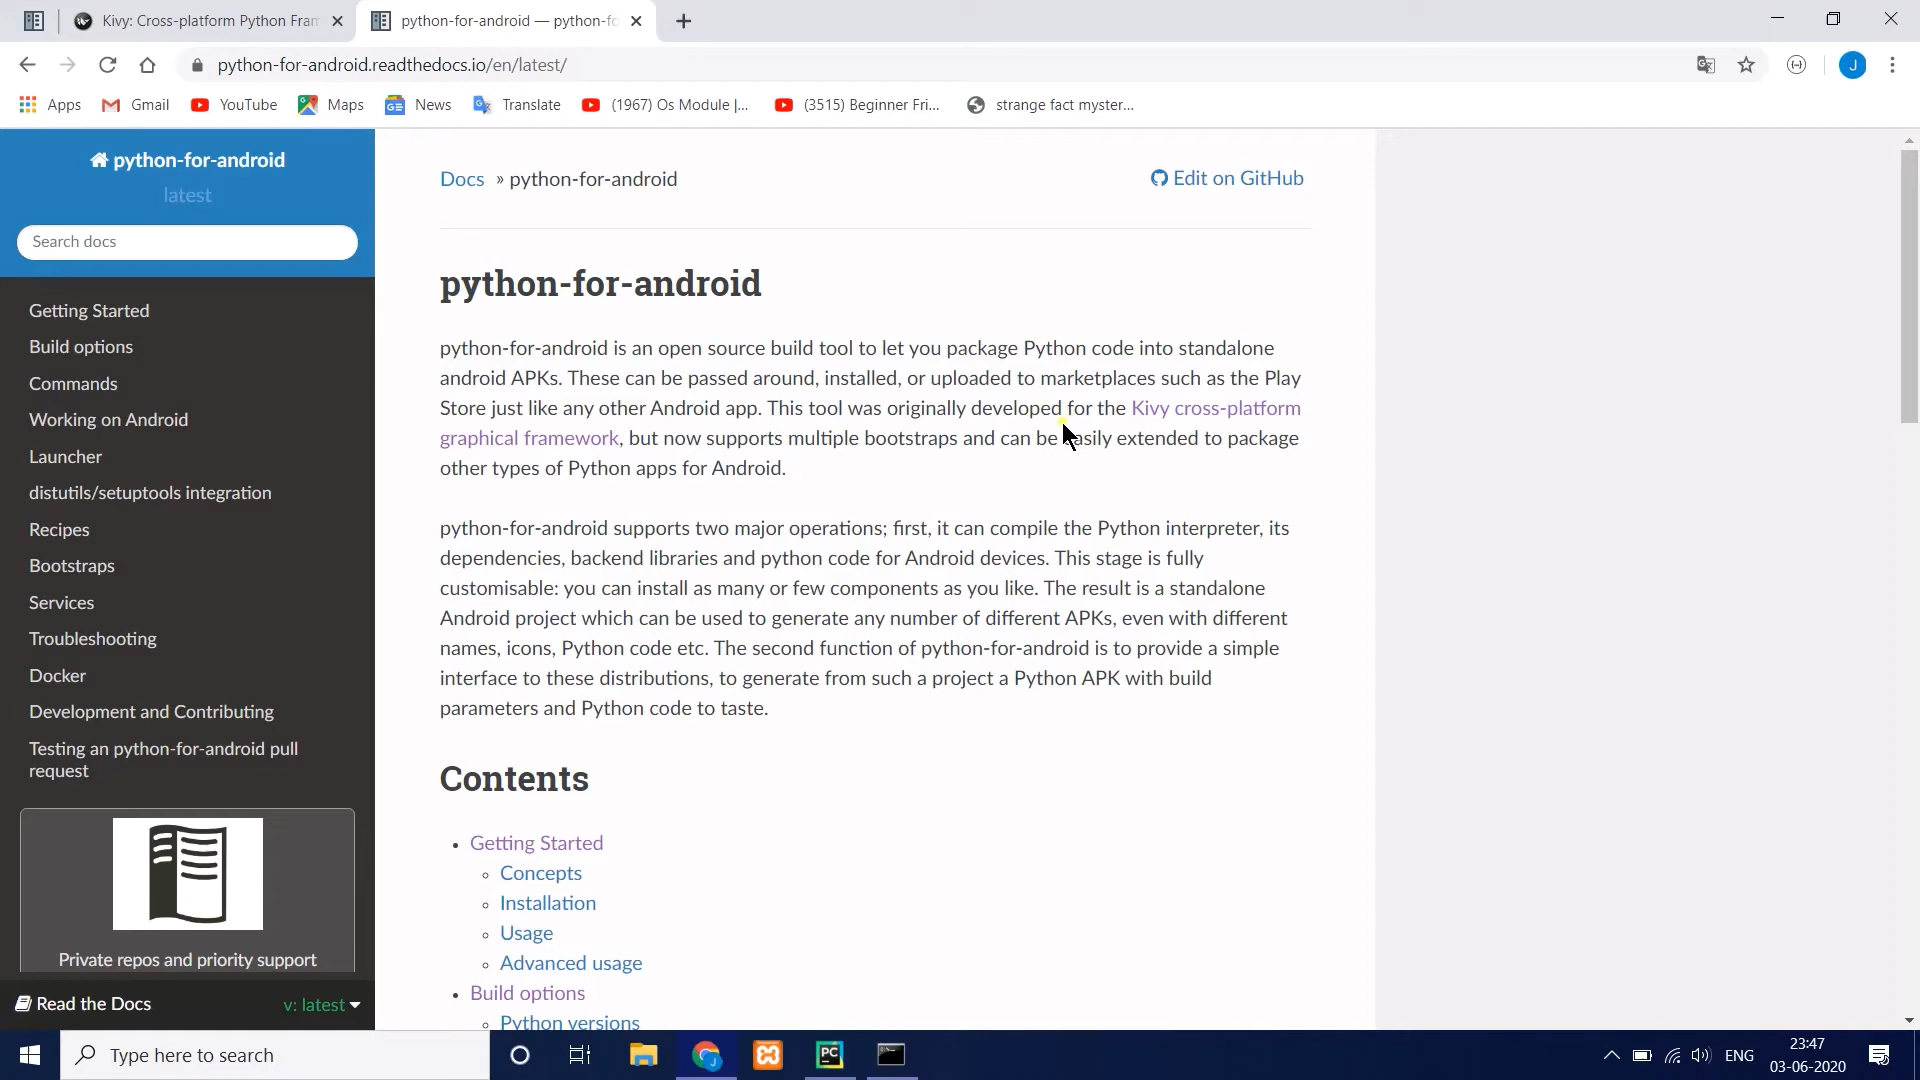 Kivy: Cross-platform Python Fram
python-for-android — python-fo
python-for-android.readthedocs.io/en/latest/
J
Apps
Gmail
YouTube
Maps
News
Translate
(1967) Os Module |...
(3515) Beginner Fri...
strange fact myster...
python-for-android
latest
Search docs
Getting Started
Build options
Commands
Working on Android
Launcher
distutils/setuptools integration
Recipes
Bootstraps
Services
Troubleshooting
Docker
Development and Contributing
Testing an python-for-android pull
request
Private repos and priority support
Read the Docs
v: latest
Docs » python-for-android
Edit on GitHub
python-for-android
python-for-android is an open source build tool to let you package Python code into standalone
android APKs. These can be passed around, installed, or uploaded to marketplaces such as the Play
Store just like any other Android app. This tool was originally developed for the Kivy cross-platform
graphical framework, but now supports multiple bootstraps and can be easily extended to package
other types of Python apps for Android.
python-for-android supports two major operations; first, it can compile the Python interpreter, its
dependencies, backend libraries and python code for Android devices. This stage is fully
customisable: you can install as many or few components as you like. The result is a standalone
Android project which can be used to generate any number of different APKs, even with different
names, icons, Python code etc. The second function of python-for-android is to provide a simple
interface to these distributions, to generate from such a project a Python APK with build
parameters and Python code to taste.
Contents
Getting Started
Concepts
Installation
Usage
Advanced usage
Build options
Python versions
Type here to search
PC
ENG
23:47
03-06-2020